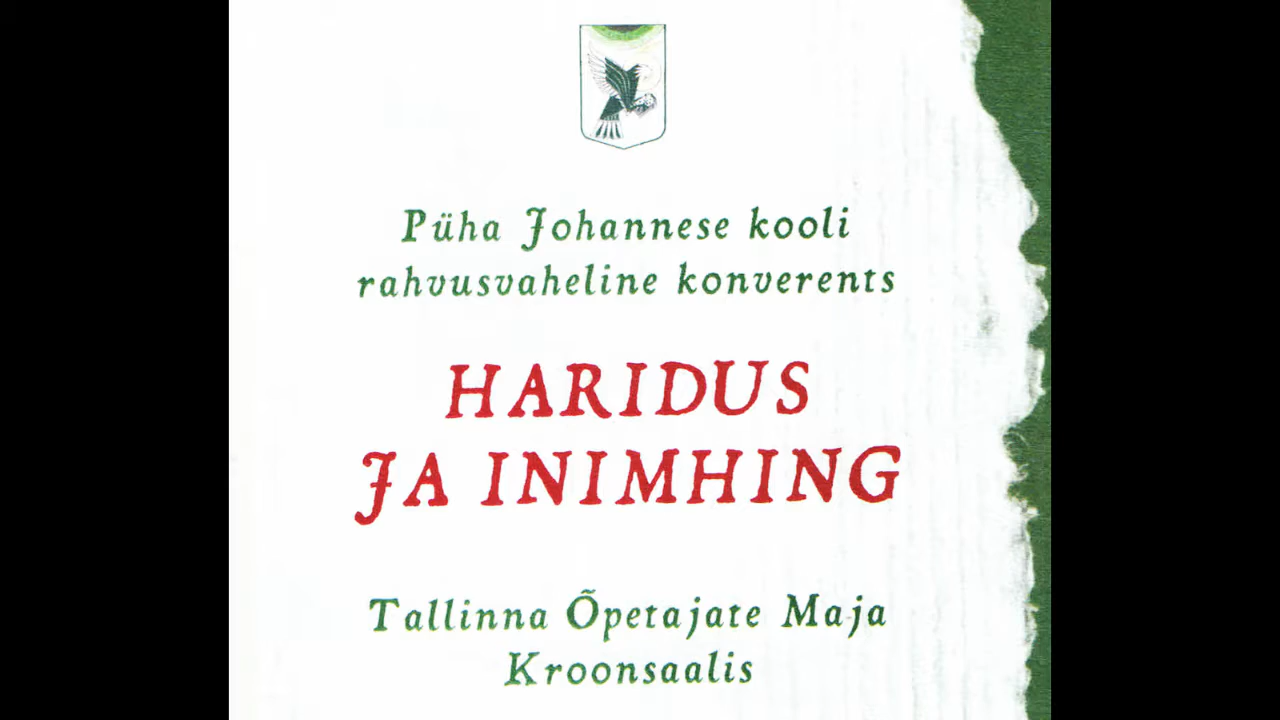 Püha Johannese kooli
rahvusvaheline konverents
HARIDUS
JA INIMHING
Tallinna Õpetajate Maja
Kroonsaalis